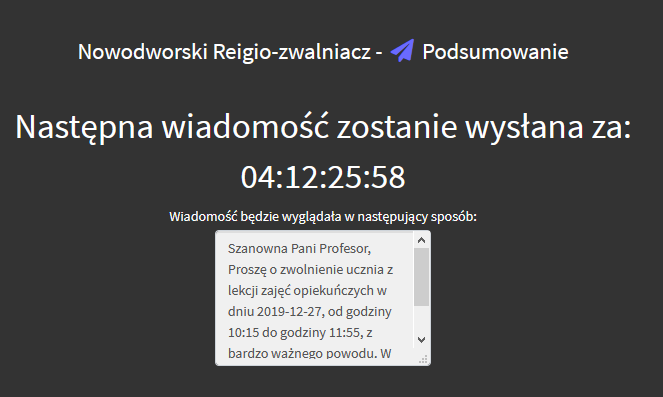 Nowodworski Reigio-zwalniacz - Podsumowanie
Następna wiadomość zostanie wysłana za:
04:12:25:58
Wiadomość będzie wyglądała w następujący sposób:
Szanowna Pani Profesor,
Proszę o zwolnienie ucznia z
lekcji zajęć opiekuńczych w
dniu 2019-12-27, od godziny
10:15 do godziny 11:55, z
bardzo ważnego powodu. W